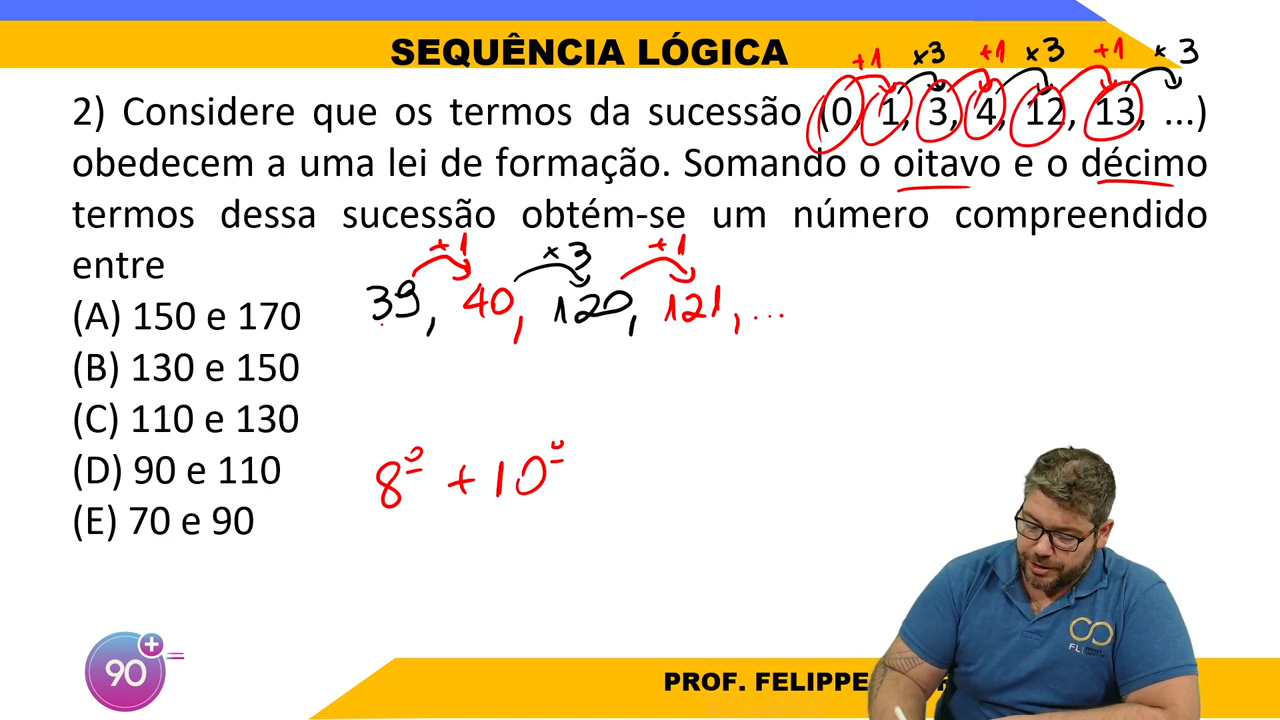 SEQUÊNCIA LÓGICA
+1 ×3 +1 ×3 +1 ×3
2) Considere que os termos da sucessão (0, 1, 3, 4, 12, 13, ...)
obedecem a uma lei de formação. Somando o oitavo e o décimo
termos dessa sucessão obtém-se um número compreendido
entre
+1 ×3 +1
39, 40, 120, 121, ...
(A) 150 e 170
(B) 130 e 150
(C) 110 e 130
(D) 90 e 110
(E) 70 e 90
8º + 10º
90+
FL
PROF. FELIPPE